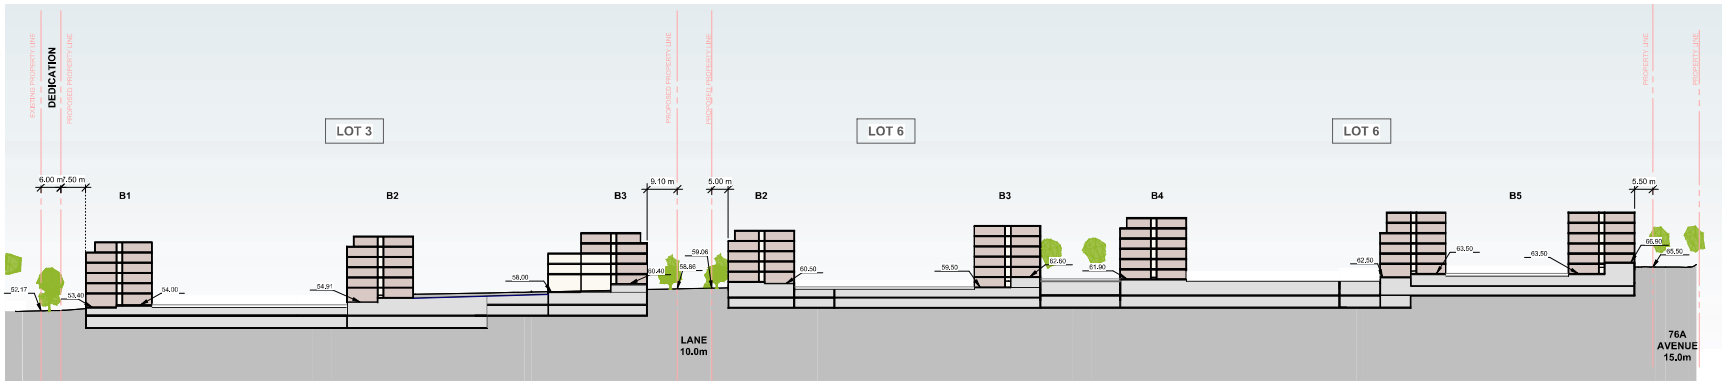 EXISTING PROPERTY LINE
DEDICATION
PROPOSED PROPERTY LINE
PROPOSED PROPERTY LINE
PROPOSED PROPERTY LINE
PROPERTY LINE
PROPERTY LINE
LOT 3
LOT 6
LOT 6
6.00 m
7.50 m
9.10 m
5.00 m
5.50 m
B1
B2
B3
B2
B3
B4
B5
52.17
53.40
54.00
54.91
58.00
60.40
58.86
59.06
60.50
59.50
62.60
61.90
62.50
63.50
63.50
66.90
65.50
LANE
10.0m
76A
AVENUE
15.0m